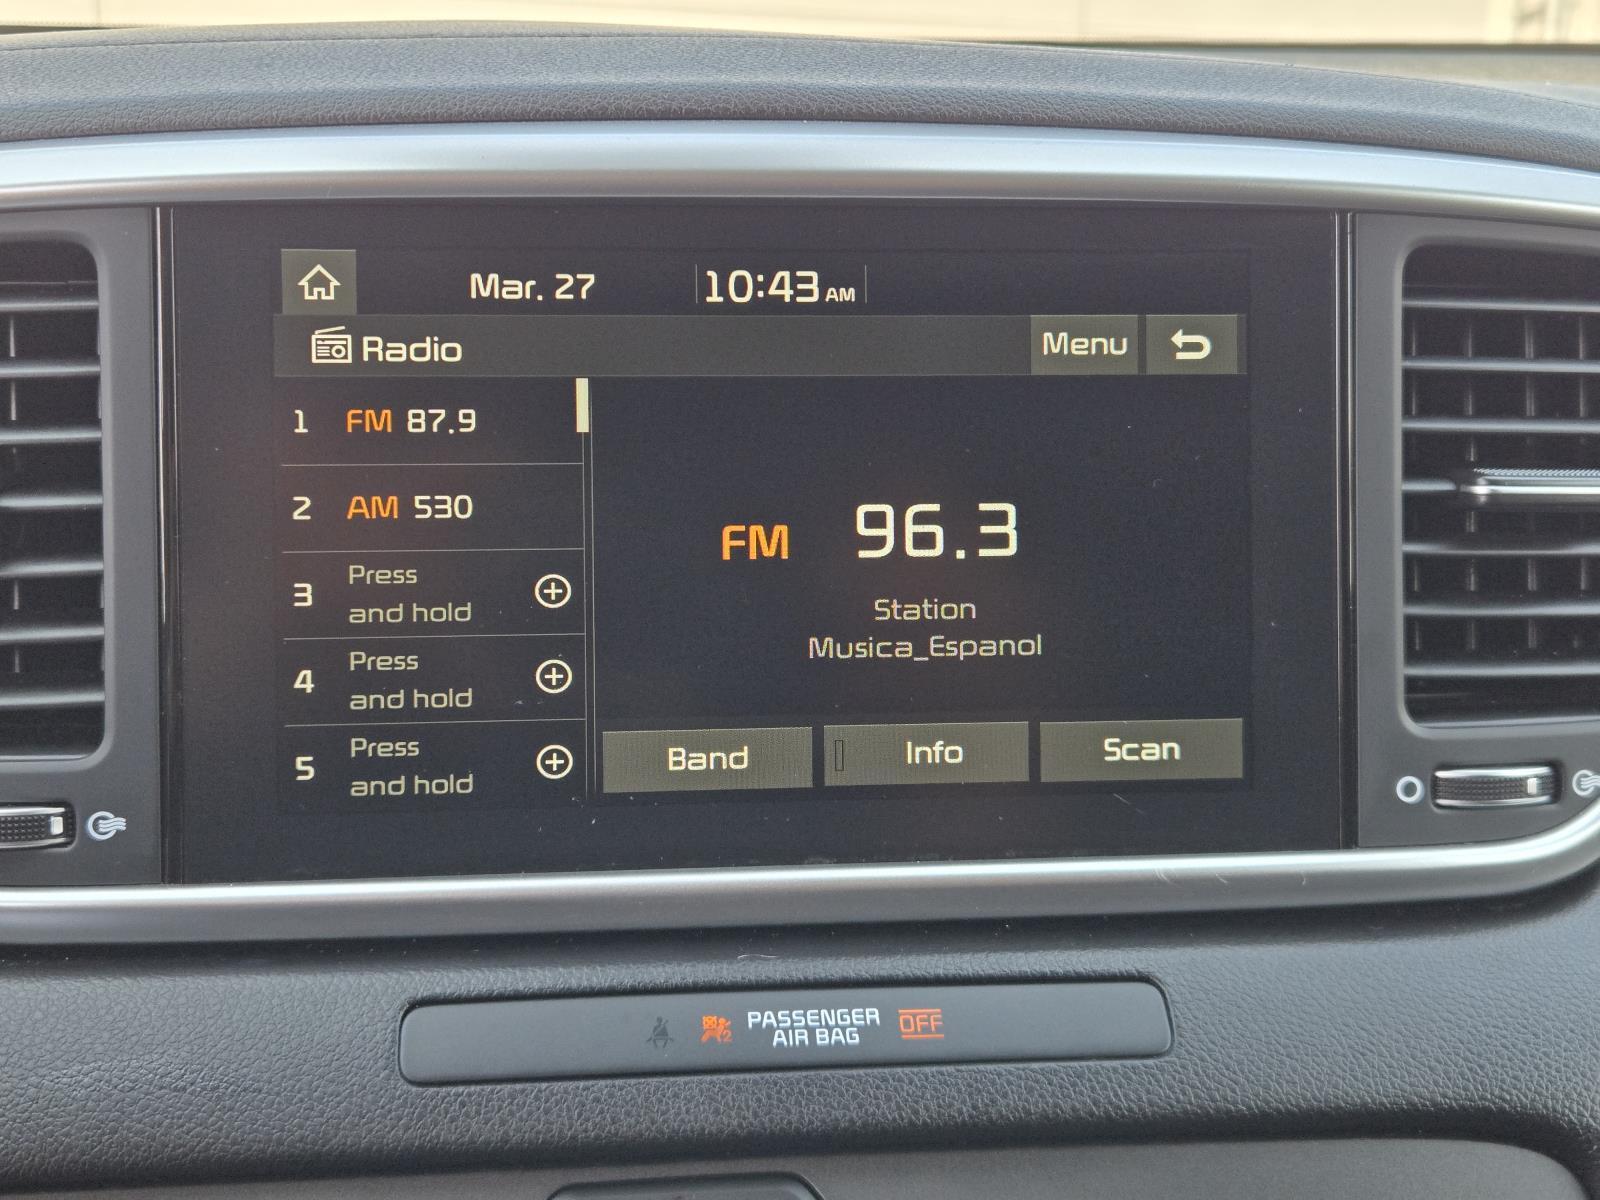 Mar. 27 10:43 AM
Radio Menu
1 FM 87.9
2 AM 530
3 Press
and hold
4 Press
and hold
5 Press
and hold
FM 96.3
Station
Musica_Espanol
Band Info Scan
PASSENGER
AIR BAG OFF
2